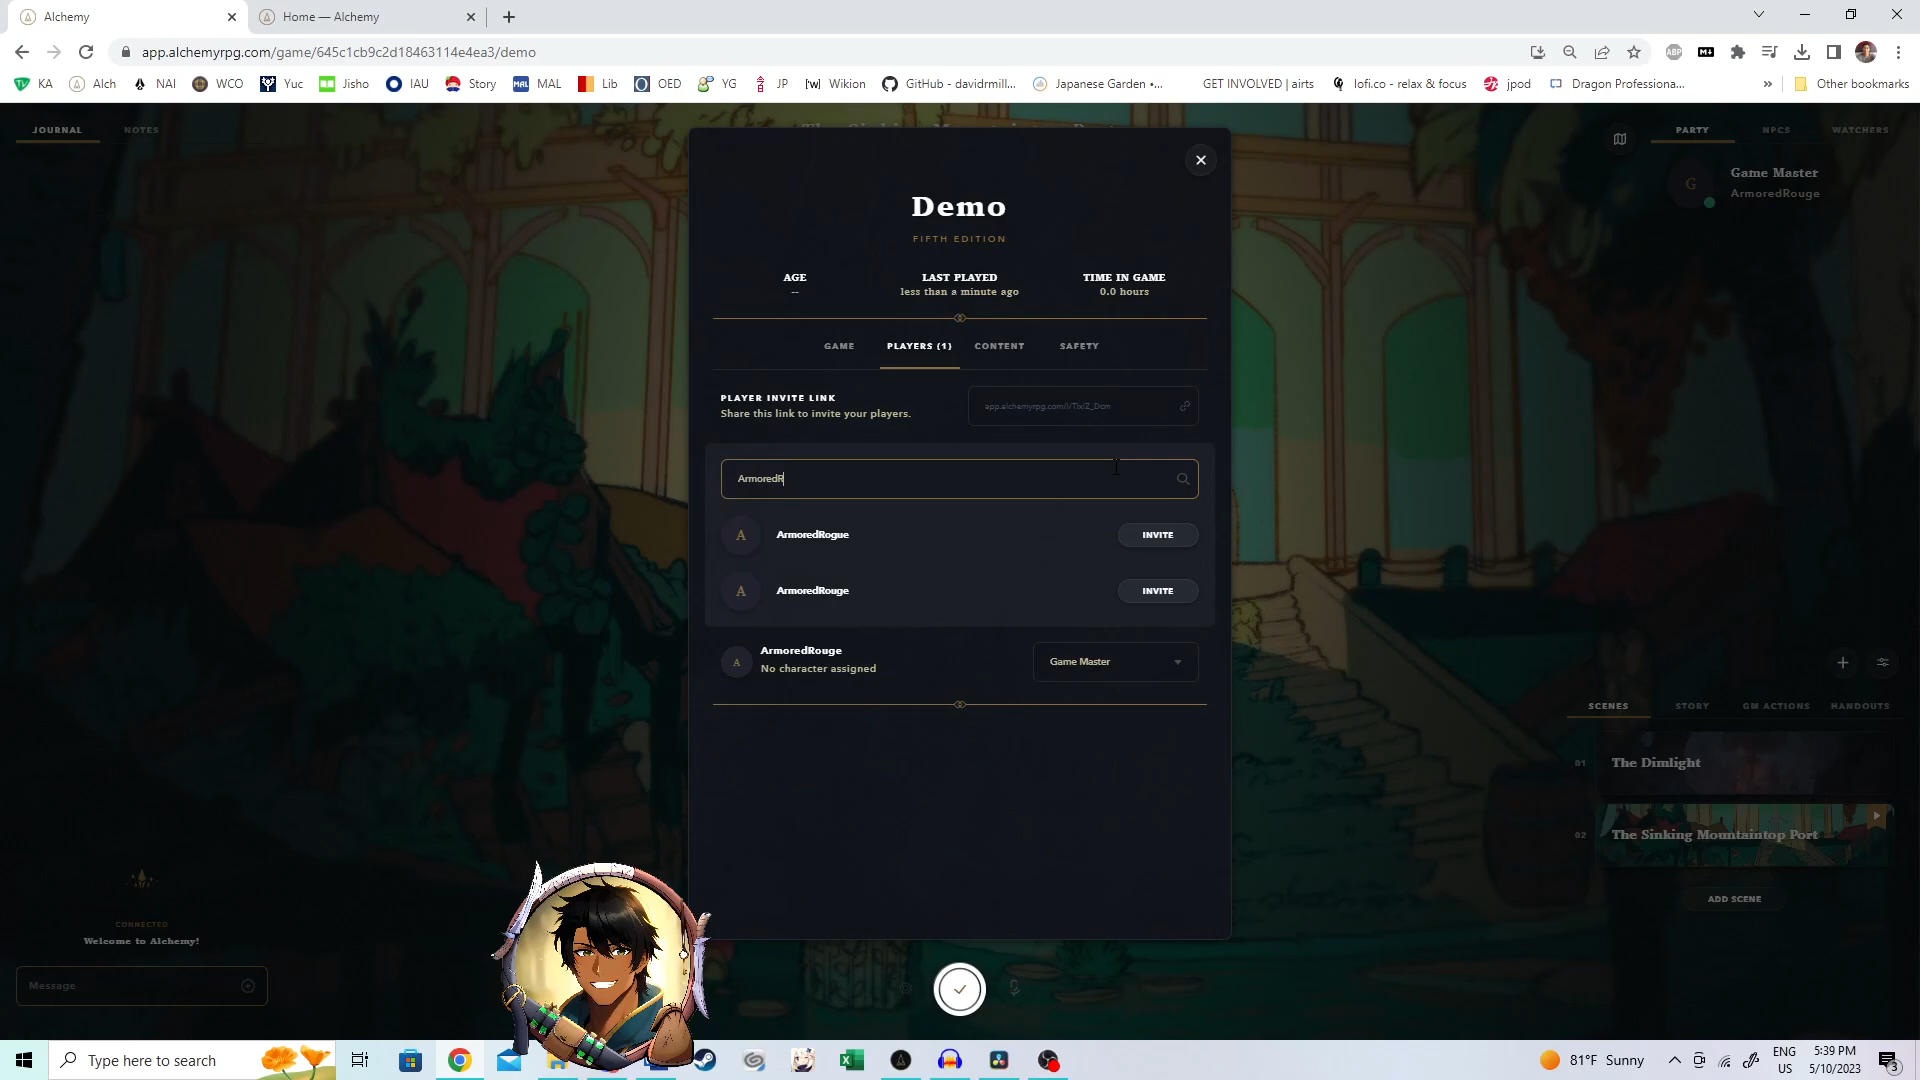 Alchemy
Home — Alchemy
app.alchemyrpg.com/game/645c1cb9c2d18463114e4ea3/demo
KA
Alch
NAI
WCO
Yuc
Jisho
IAU
Story
MAL
Lib
OED
YG
JP
Wikion
GitHub - davidrmill...
Japanese Garden •...
GET INVOLVED | airts
lofi.co - relax & focus
jpod
Dragon Professiona...
Other bookmarks
JOURNAL
NOTES
PARTY
NPCS
WATCHERS
G
Game Master
ArmoredRouge
Demo
FIFTH EDITION
AGE
--
LAST PLAYED
less than a minute ago
TIME IN GAME
0.0 hours
GAME
PLAYERS (1)
CONTENT
SAFETY
PLAYER INVITE LINK
Share this link to invite your players.
ArmoredR
A
ArmoredRogue
INVITE
A
ArmoredRouge
INVITE
A
ArmoredRouge
No character assigned
Game Master
SCENES
STORY
GM ACTIONS
HANDOUTS
01
The Dimlight
02
The Sinking Mountaintop Port
ADD SCENE
CONNECTED
Welcome to Alchemy!
Message
Type here to search
81°F Sunny
ENG
US
5:39 PM
5/10/2023
3